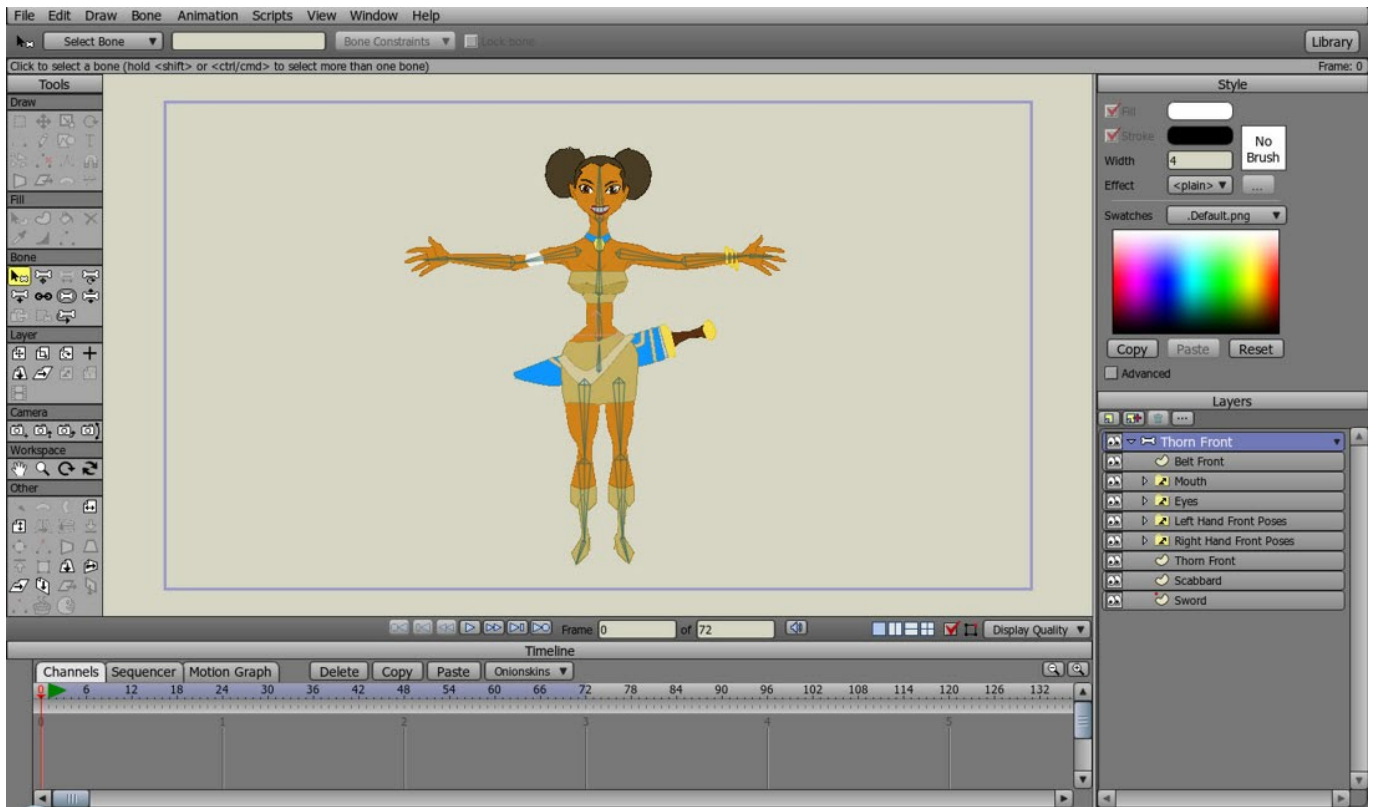 File Edit Draw Bone Animation Scripts View Window Help
Select Bone Bone Constraints Lock bone Library
Click to select a bone (hold <shift> or <ctrl/cmd> to select more than one bone) Frame: 0
Tools
Draw
Fill
Bone
Layer
Camera
Workspace
Other
Style
Fill
Stroke
No
Brush
Width 4
Effect <plain> ...
Swatches .Default.png
Copy Paste Reset
Advanced
Layers
Thorn Front
Belt Front
Mouth
Eyes
Left Hand Front Poses
Right Hand Front Poses
Thorn Front
Scabbard
Sword
Frame 0 of 72 Display Quality
Timeline
Channels Sequencer Motion Graph Delete Copy Paste Onionskins
0 6 12 18 24 30 36 42 48 54 60 66 72 78 84 90 96 102 108 114 120 126 132
0 1 2 3 4 5